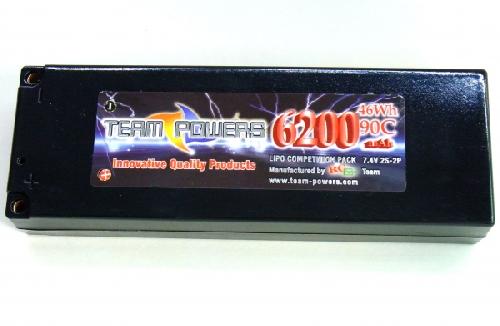 TEAM POWERS
Innovative Quality Products
6200
46Wh
90C
LIPO COMPETITION PACK 7.4V 2S-2P
Manufactured by Team
www.team-powers.com